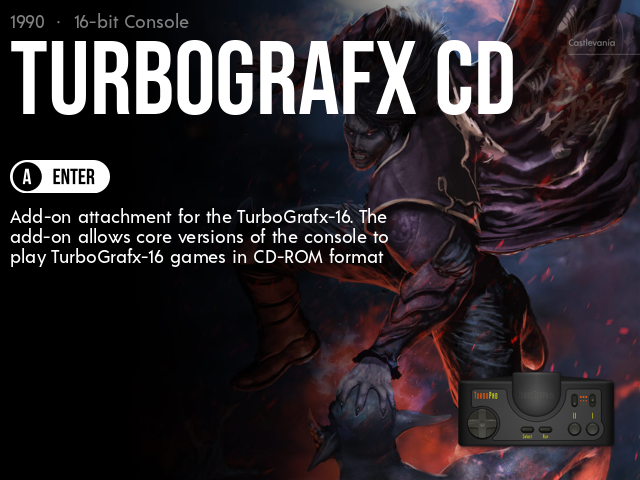 1990 · 16-bit Console
Castlevania
TURBOGRAFX CD
A ENTER
Add-on attachment for the TurboGrafx-16. The
add-on allows core versions of the console to
play TurboGrafx-16 games in CD-ROM format
TURBOPAD
II I
Select Run